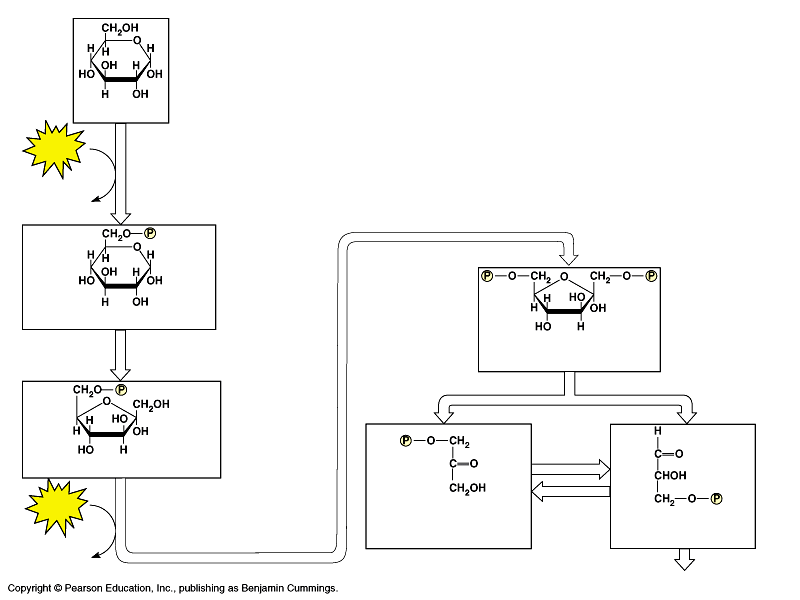 CH₂OH
O
H H H
OH H
HO OH
H OH
CH₂O—P
O
H H H
OH H
HO OH
H OH
CH₂O—P
O CH₂OH
H H HO OH
HO H
P—O—CH₂ O CH₂—O—P
H H HO OH
HO H
P—O—CH₂
C=O
CH₂OH
H
C=O
CHOH
CH₂—O—P
Copyright © Pearson Education, Inc., publishing as Benjamin Cummings.